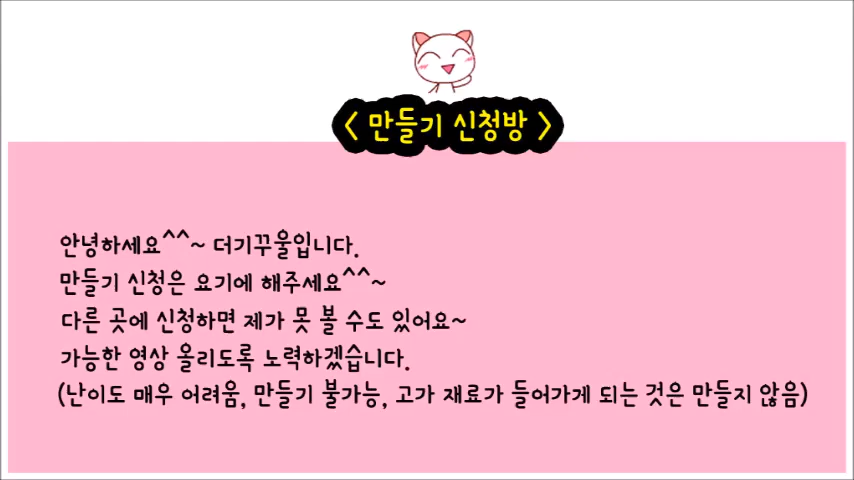 < 만들기 신청방 >
안녕하세요^^~ 더기꾸울입니다.
만들기 신청은 요기에 해주세요^^~
다른 곳에 신청하면 제가 못 볼 수도 있어요~
가능한 영상 올리도록 노력하겠습니다.
(난이도 매우 어려움, 만들기 불가능, 고가 재료가 들어가게 되는 것은 만들지 않음)